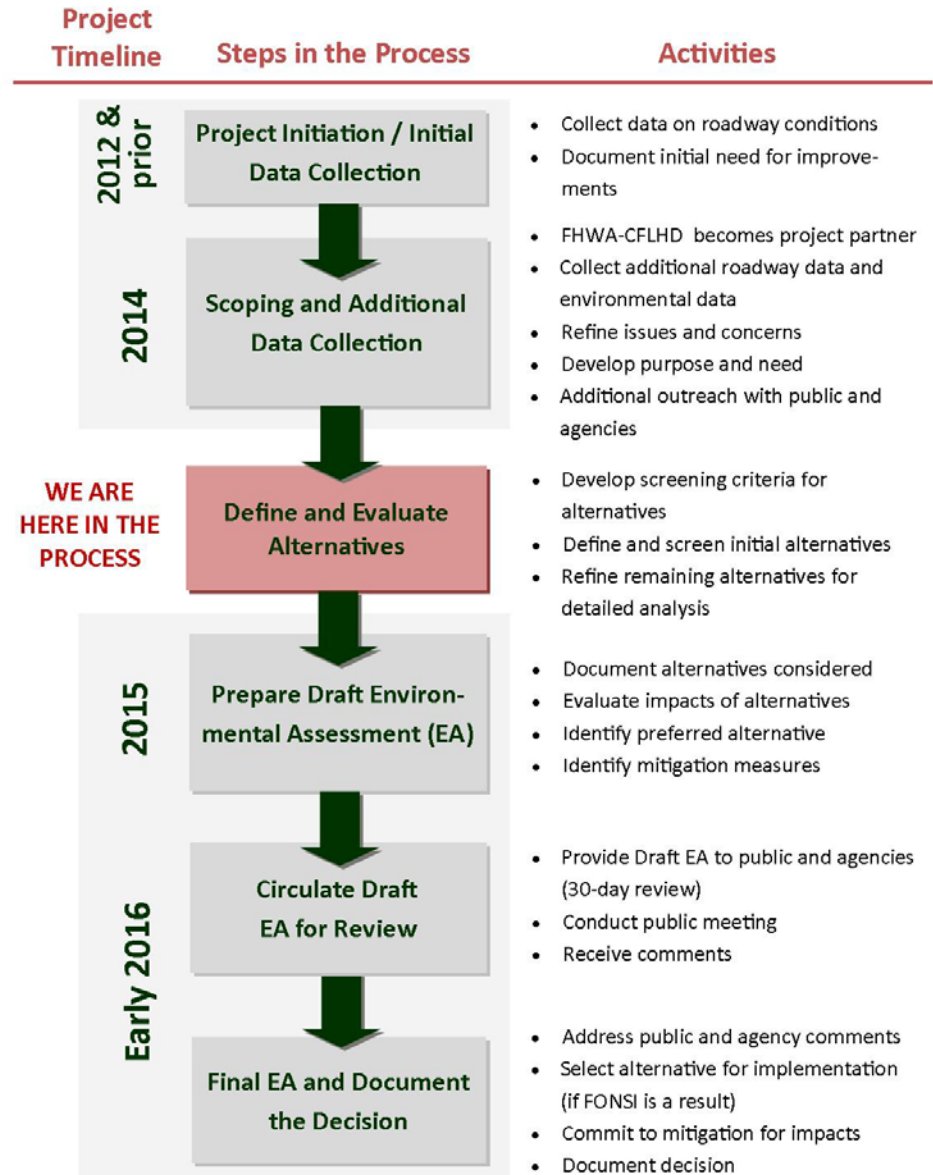 Project
Timeline
Steps in the Process
Activities
2012 &
prior
Project Initiation / Initial
Data Collection
• Collect data on roadway conditions
• Document initial need for improve-
ments
2014
Scoping and Additional
Data Collection
• FHWA-CFLHD becomes project partner
• Collect additional roadway data and
environmental data
• Refine issues and concerns
• Develop purpose and need
• Additional outreach with public and
agencies
WE ARE
HERE IN THE
PROCESS
Define and Evaluate
Alternatives
• Develop screening criteria for
alternatives
• Define and screen initial alternatives
• Refine remaining alternatives for
detailed analysis
2015
Prepare Draft Environ-
mental Assessment (EA)
• Document alternatives considered
• Evaluate impacts of alternatives
• Identify preferred alternative
• Identify mitigation measures
Early 2016
Circulate Draft
EA for Review
• Provide Draft EA to public and agencies
(30-day review)
• Conduct public meeting
• Receive comments
Final EA and Document
the Decision
• Address public and agency comments
• Select alternative for implementation
(if FONSI is a result)
• Commit to mitigation for impacts
• Document decision